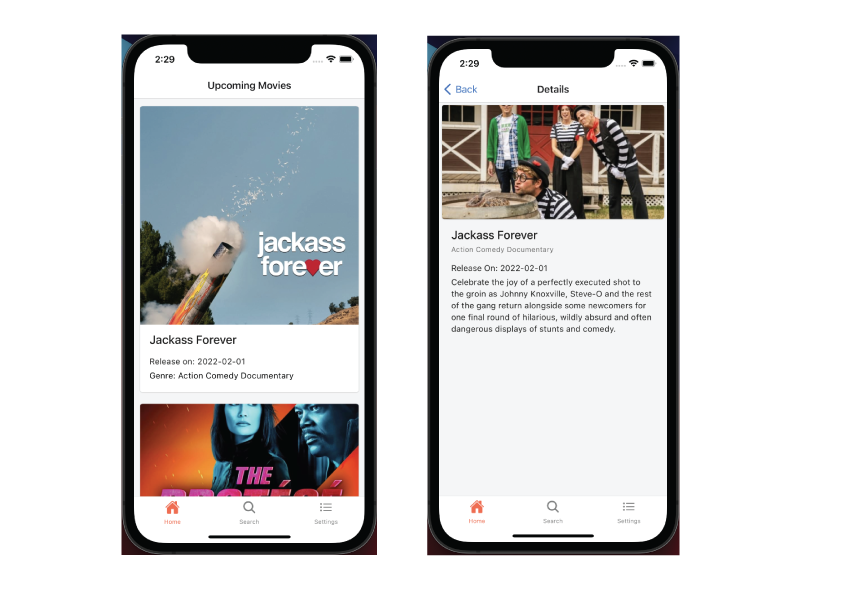 2:29
Upcoming Movies
jackass
forever
Jackass Forever
Release on: 2022-02-01
Genre: Action Comedy Documentary
THE
PROTÉGÉ
Home
Search
Settings
2:29
Back
Details
Jackass Forever
Action Comedy Documentary
Release On: 2022-02-01
Celebrate the joy of a perfectly executed shot to
the groin as Johnny Knoxville, Steve-O and the rest
of the gang return alongside some newcomers for
one final round of hilarious, wildly absurd and often
dangerous displays of stunts and comedy.
Home
Search
Settings